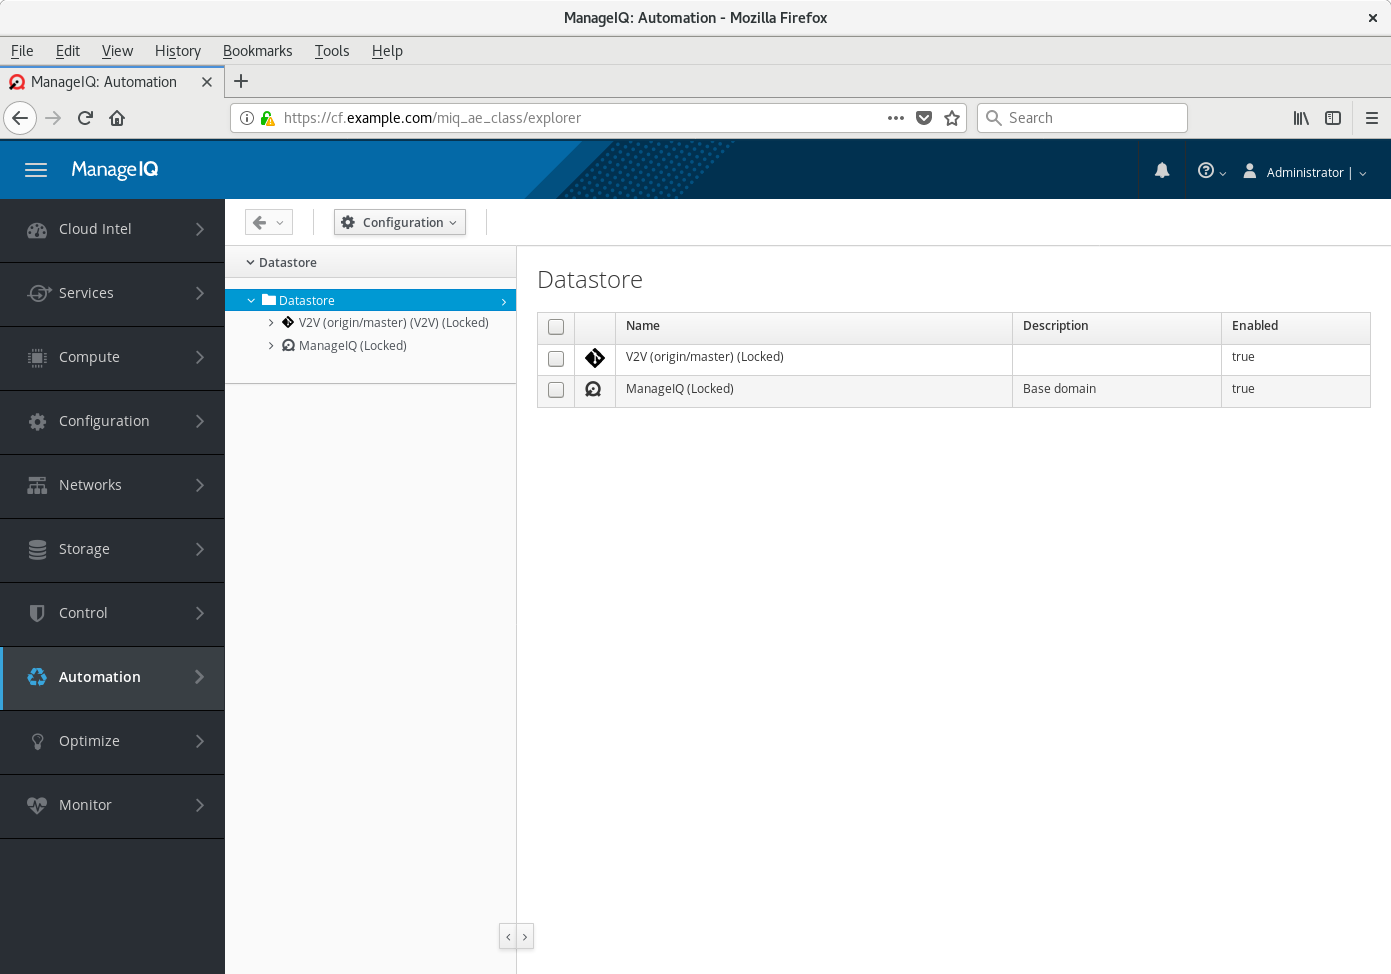 ManageIQ: Automation - Mozilla Firefox
File Edit View History Bookmarks Tools Help
ManageIQ: Automation
https://cf.example.com/miq_ae_class/explorer
Search
ManageIQ
Administrator |
Cloud Intel
Services
Compute
Configuration
Networks
Storage
Control
Automation
Optimize
Monitor
Configuration
Datastore
Datastore
V2V (origin/master) (V2V) (Locked)
ManageIQ (Locked)
Datastore
Name Description Enabled
V2V (origin/master) (Locked) true
ManageIQ (Locked) Base domain true